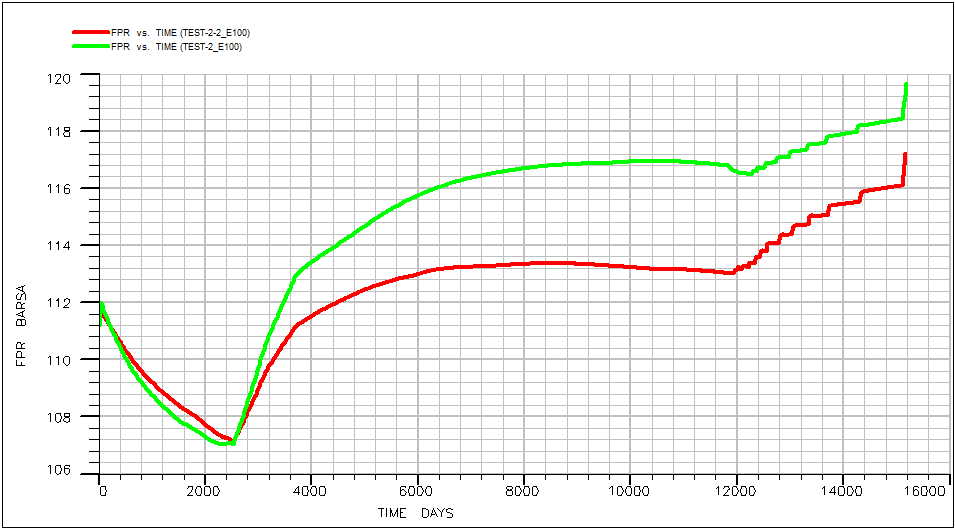 FPR vs. TIME (TEST-2-2_E100)
FPR vs. TIME (TEST-2_E100)
120
118
116
114
112
110
108
106
FPR BARSA
0 2000 4000 6000 8000 10000 12000 14000 16000
TIME DAYS